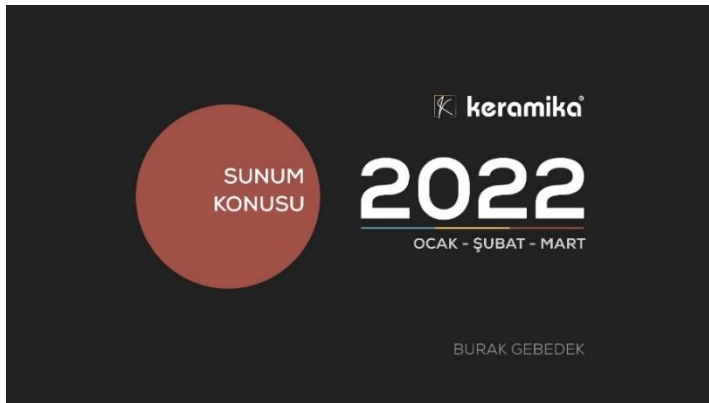 SUNUM
KONUSU
keramika®
2022
OCAK - ŞUBAT - MART
BURAK GEBEDEK